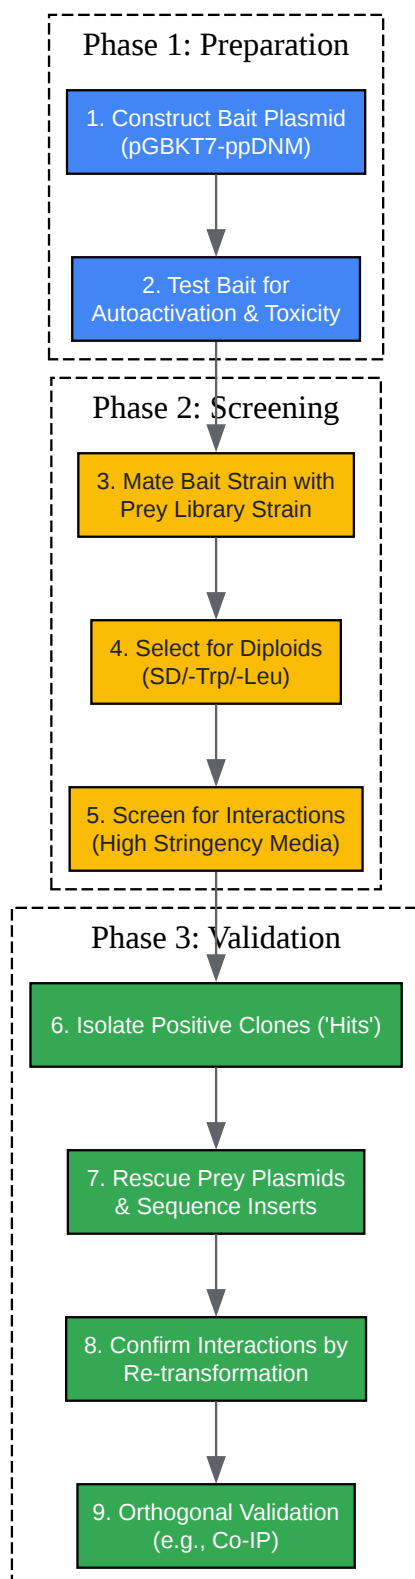 Phase 1: Preparation
1. Construct Bait Plasmid
(pGBKT7-ppDNM)
2. Test Bait for
Autoactivation & Toxicity
Phase 2: Screening
3. Mate Bait Strain with
Prey Library Strain
4. Select for Diploids
(SD/-Trp/-Leu)
5. Screen for Interactions
(High Stringency Media)
Phase 3: Validation
6. Isolate Positive Clones ('Hits')
7. Rescue Prey Plasmids
& Sequence Inserts
8. Confirm Interactions by
Re-transformation
9. Orthogonal Validation
(e.g., Co-IP)